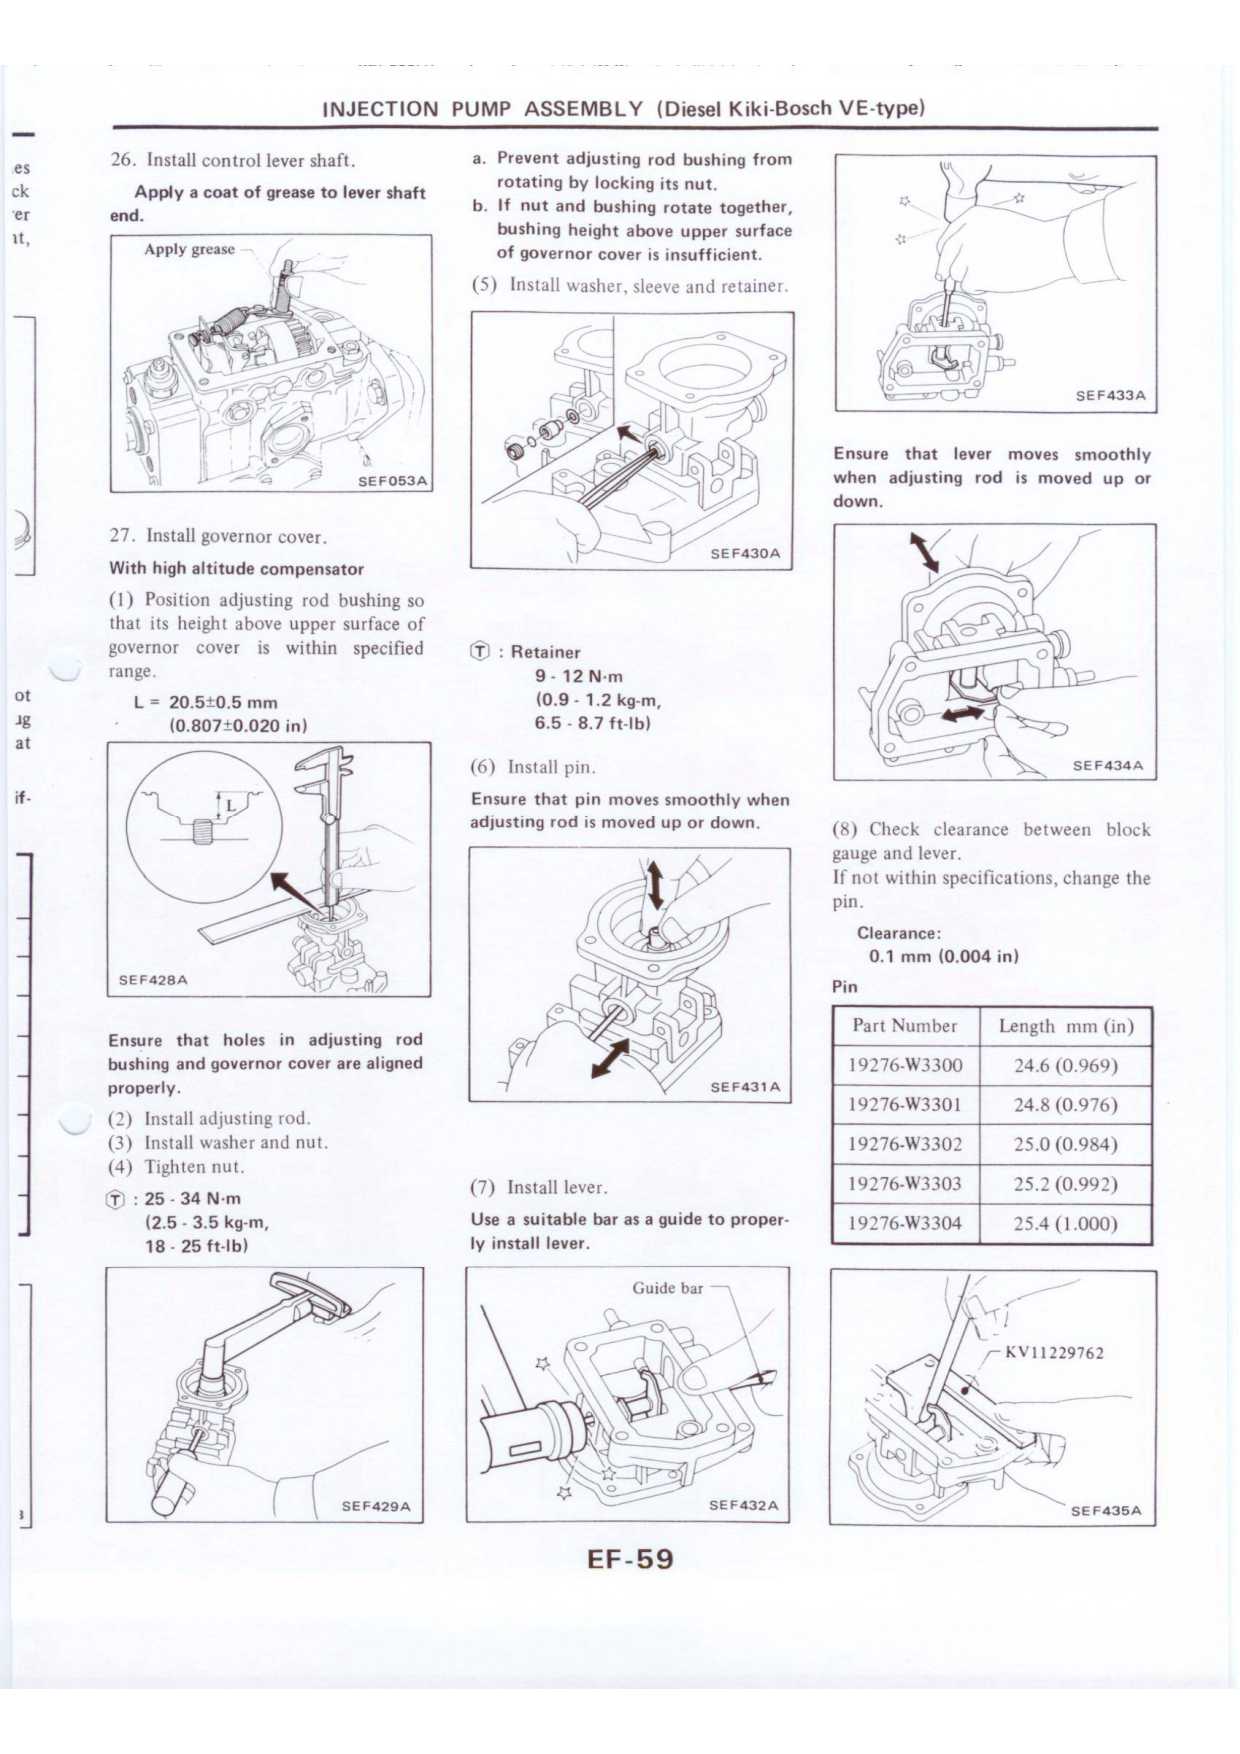 INJECTION PUMP ASSEMBLY (Diesel Kiki-Bosch VE-type)
es
ck
er
ot
at
if-
26. Install control lever shaft.
Apply a coat of grease to lever shaft
end.
Apply grease
SEF053A
27. Install governor cover.
With high altitude compensator
(1) Position adjusting rod bushing so
that its height above upper surface of
governor cover is within specified
range.
L = 20.5±0.5 mm
(0.807±0.020 in)
L
SEF428A
Ensure that holes in adjusting rod
bushing and governor cover are aligned
properly.
(2) Install adjusting rod.
(3) Install washer and nut.
(4) Tighten nut.
T : 25 - 34 N·m
(2.5 - 3.5 kg-m,
18 - 25 ft-lb)
SEF429A
a. Prevent adjusting rod bushing from
rotating by locking its nut.
b. If nut and bushing rotate together,
bushing height above upper surface
of governor cover is insufficient.
(5) Install washer, sleeve and retainer.
SEF430A
T : Retainer
9 - 12 N·m
(0.9 - 1.2 kg-m,
6.5 - 8.7 ft-lb)
(6) Install pin.
Ensure that pin moves smoothly when
adjusting rod is moved up or down.
SEF431A
(7) Install lever.
Use a suitable bar as a guide to proper-
ly install lever.
Guide bar
SEF432A
SEF433A
Ensure that lever moves smoothly
when adjusting rod is moved up or
down.
SEF434A
(8) Check clearance between block
gauge and lever.
If not within specifications, change the
pin.
Clearance:
0.1 mm (0.004 in)
Pin
Part Number Length mm (in)
19276-W3300 24.6 (0.969)
19276-W3301 24.8 (0.976)
19276-W3302 25.0 (0.984)
19276-W3303 25.2 (0.992)
19276-W3304 25.4 (1.000)
KV11229762
SEF435A
EF-59